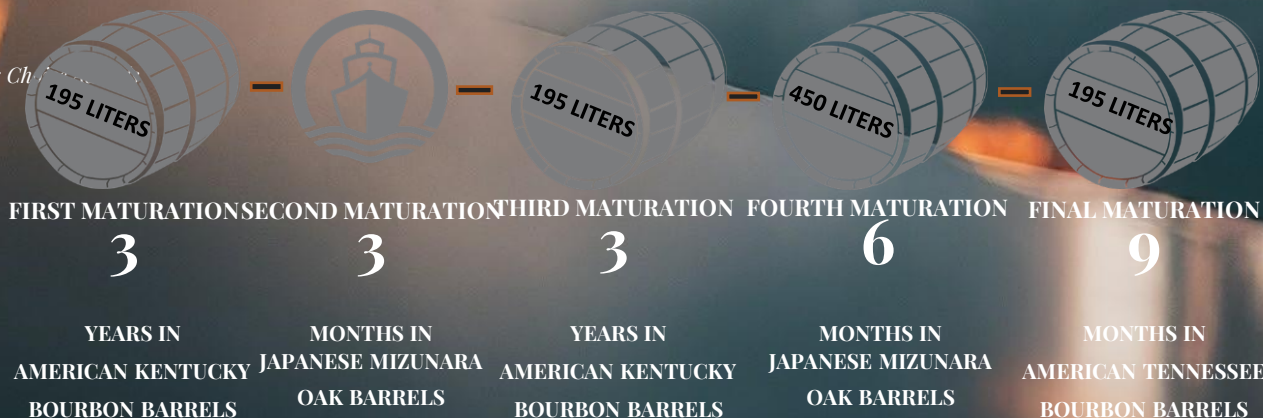 195 LITERS
195 LITERS
450 LITERS
195 LITERS
FIRST MATURATION
3
YEARS IN
AMERICAN KENTUCKY
BOURBON BARRELS
SECOND MATURATION
3
MONTHS IN
JAPANESE MIZUNARA
OAK BARRELS
THIRD MATURATION
3
YEARS IN
AMERICAN KENTUCKY
BOURBON BARRELS
FOURTH MATURATION
6
MONTHS IN
JAPANESE MIZUNARA
OAK BARRELS
FINAL MATURATION
9
MONTHS IN
AMERICAN TENNESSEE
BOURBON BARRELS